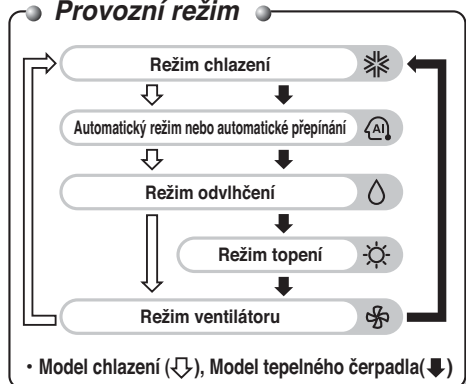 Provozní režim
Režim chlazení
Automatický režim nebo automatické přepínání
AI
Režim odvlhčení
Režim topení
Režim ventilátoru
• Model chlazení (⇩), Model tepelného čerpadla(🡇)